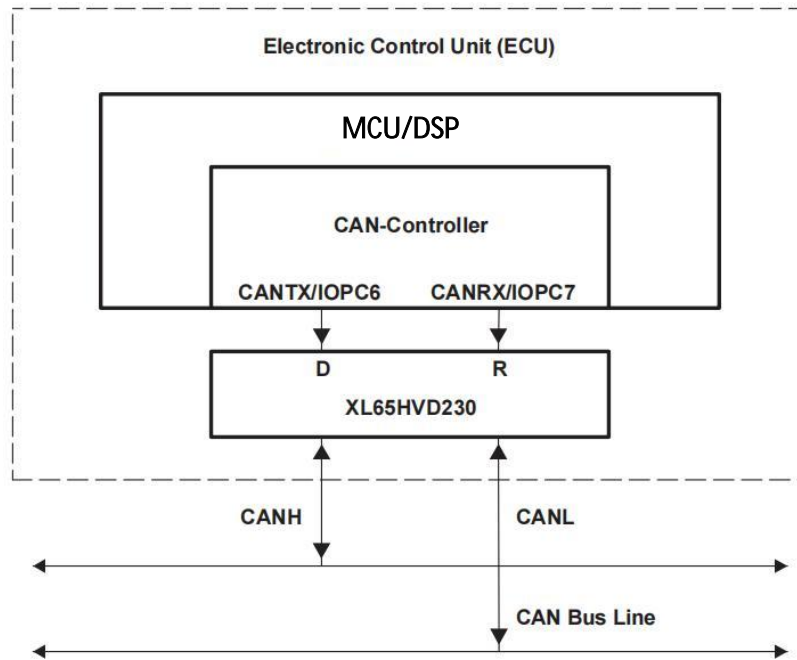 Electronic Control Unit (ECU)
MCU/DSP
CAN-Controller
CANTX/IOPC6 CANRX/IOPC7
D R
XL65HVD230
CANH CANL
CAN Bus Line